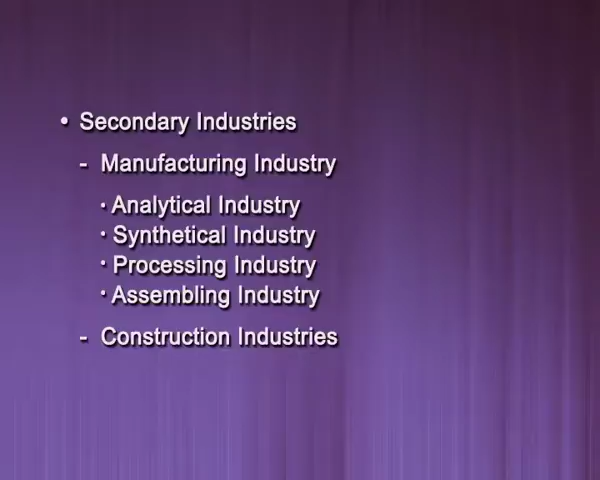 • Secondary Industries
- Manufacturing Industry
• Analytical Industry
• Synthetical Industry
• Processing Industry
• Assembling Industry
- Construction Industries